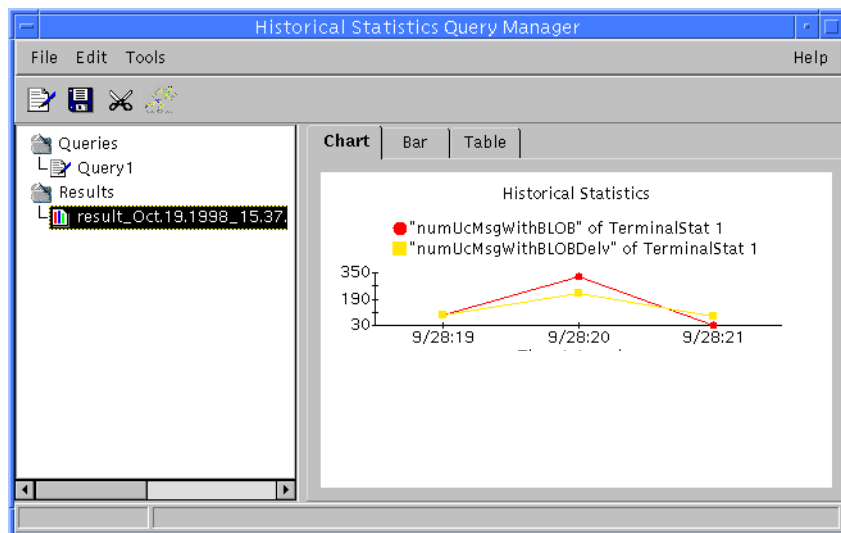 Historical Statistics Query Manager
File Edit Tools Help
Queries
Query1
Results
result_Oct.19.1998_15.37.
Chart Bar Table
Historical Statistics
"numUcMsgWithBLOB" of TerminalStat 1
"numUcMsgWithBLOBDelv" of TerminalStat 1
350
190
30
9/28:19 9/28:20 9/28:21